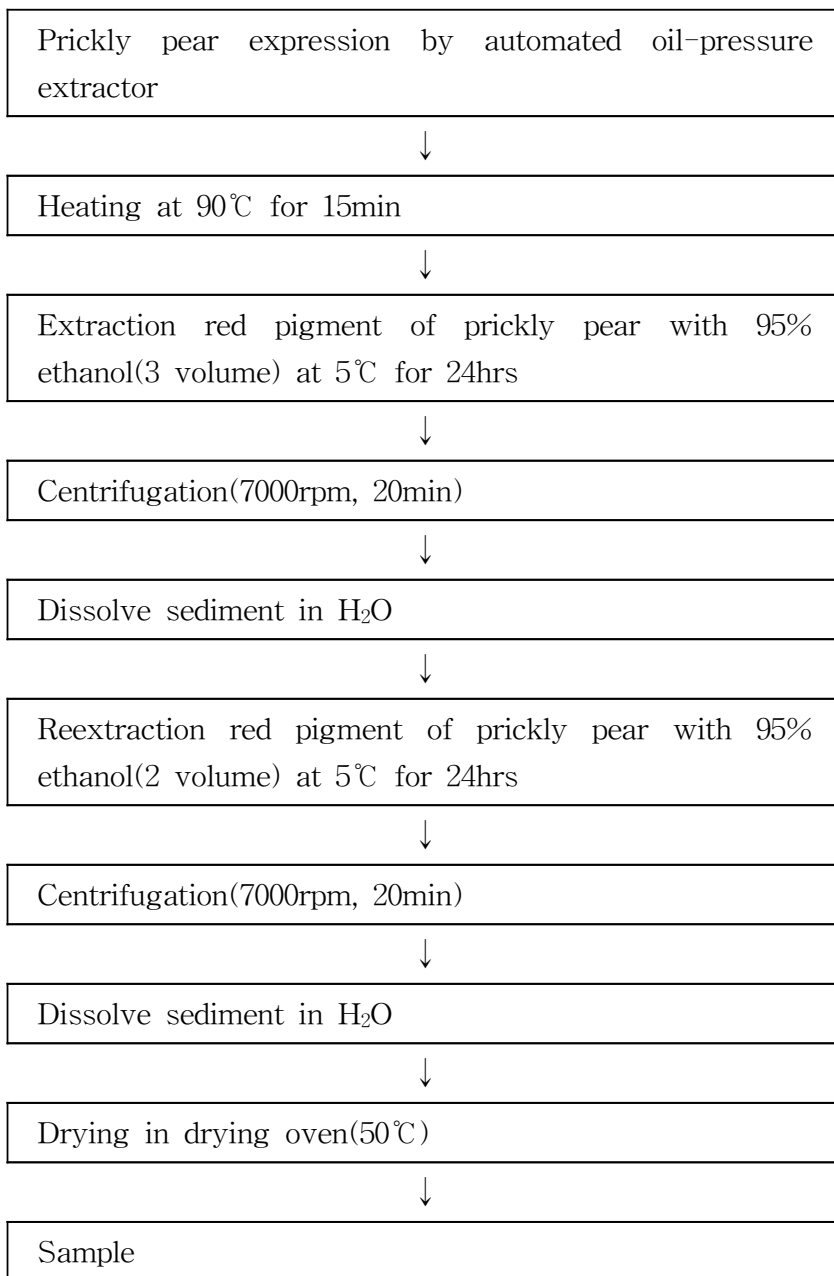 Prickly pear expression by automated oil-pressure
extractor
↓
Heating at 90℃ for 15min
↓
Extraction red pigment of prickly pear with 95%
ethanol(3 volume) at 5℃ for 24hrs
↓
Centrifugation(7000rpm, 20min)
↓
Dissolve sediment in H₂O
↓
Reextraction red pigment of prickly pear with 95%
ethanol(2 volume) at 5℃ for 24hrs
↓
Centrifugation(7000rpm, 20min)
↓
Dissolve sediment in H₂O
↓
Drying in drying oven(50℃)
↓
Sample